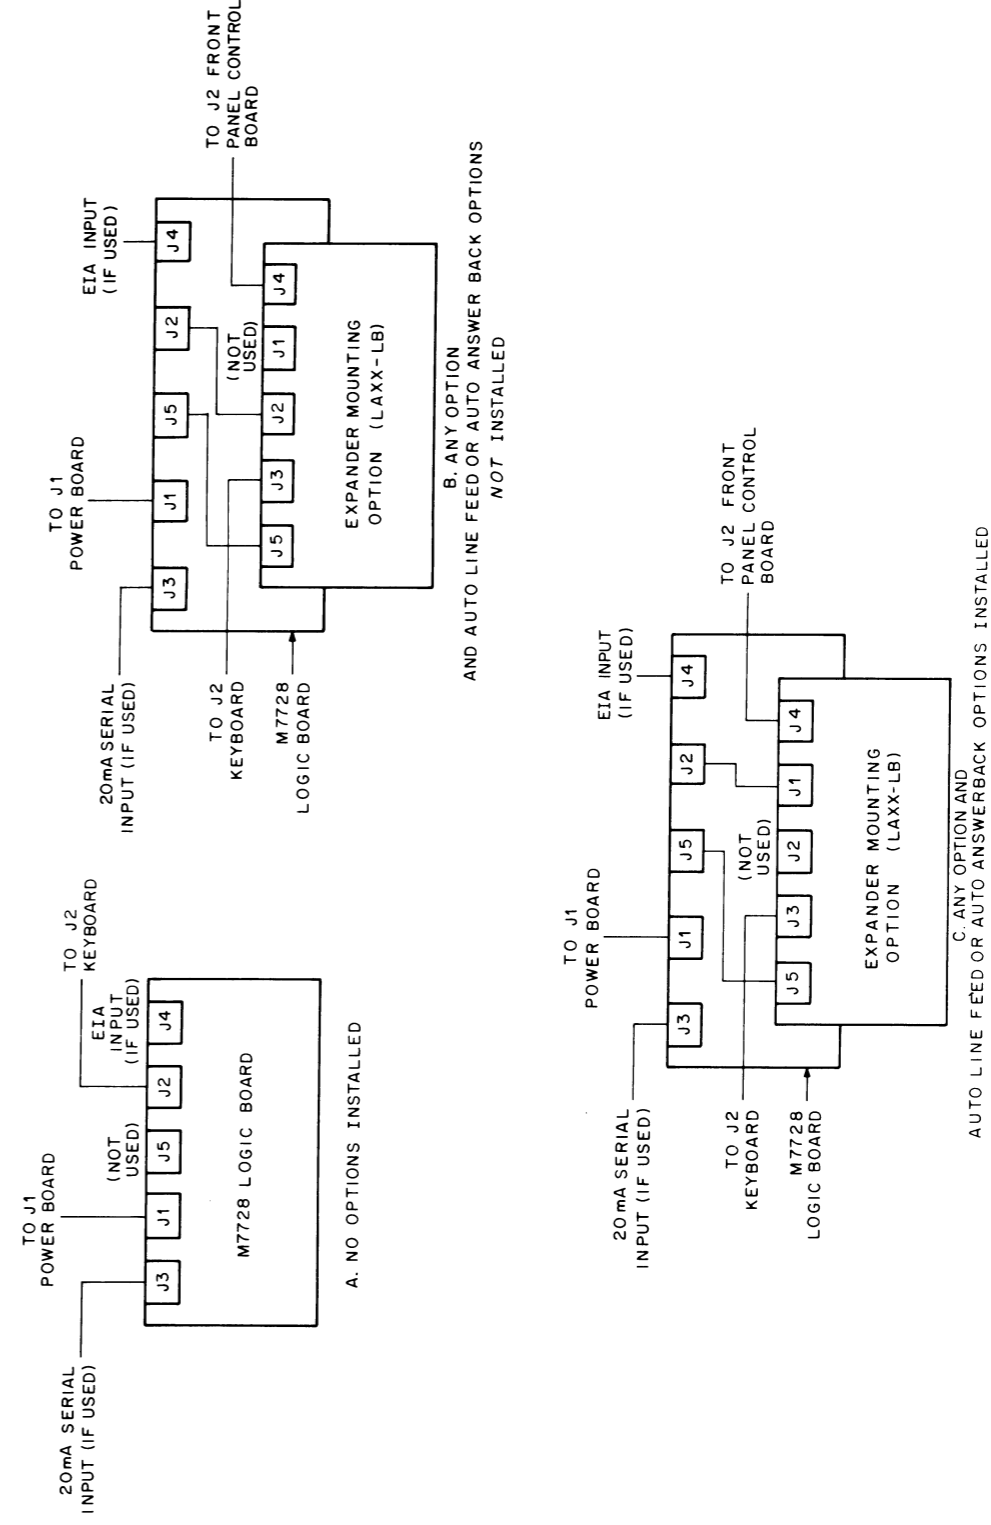 20mA SERIAL
INPUT (IF USED)
TO J1
POWER BOARD
(NOT
USED)
TO J2
KEYBOARD
EIA
INPUT
(IF USED)
J3
J1
J5
J2
J4
M7728 LOGIC BOARD
A. NO OPTIONS INSTALLED
20mA SERIAL
INPUT (IF USED)
TO J1
POWER BOARD
EIA INPUT
(IF USED)
TO J2 FRONT
PANEL CONTROL
BOARD
J3
J1
J5
J2
J4
TO J2
KEYBOARD
(NOT
USED)
M7728
LOGIC BOARD
J5
J3
J2
J1
J4
EXPANDER MOUNTING
OPTION (LAXX-LB)
B. ANY OPTION
AND AUTO LINE FEED OR AUTO ANSWER BACK OPTIONS
NOT INSTALLED
20mA SERIAL
INPUT (IF USED)
TO J1
POWER BOARD
EIA INPUT
(IF USED)
TO J2 FRONT
PANEL CONTROL
BOARD
J3
J1
J5
J2
J4
TO J2
KEYBOARD
(NOT
USED)
M7728
LOGIC BOARD
J5
J3
J2
J1
J4
EXPANDER MOUNTING
OPTION (LAXX-LB)
C. ANY OPTION AND
AUTO LINE FEED OR AUTO ANSWERBACK OPTIONS INSTALLED